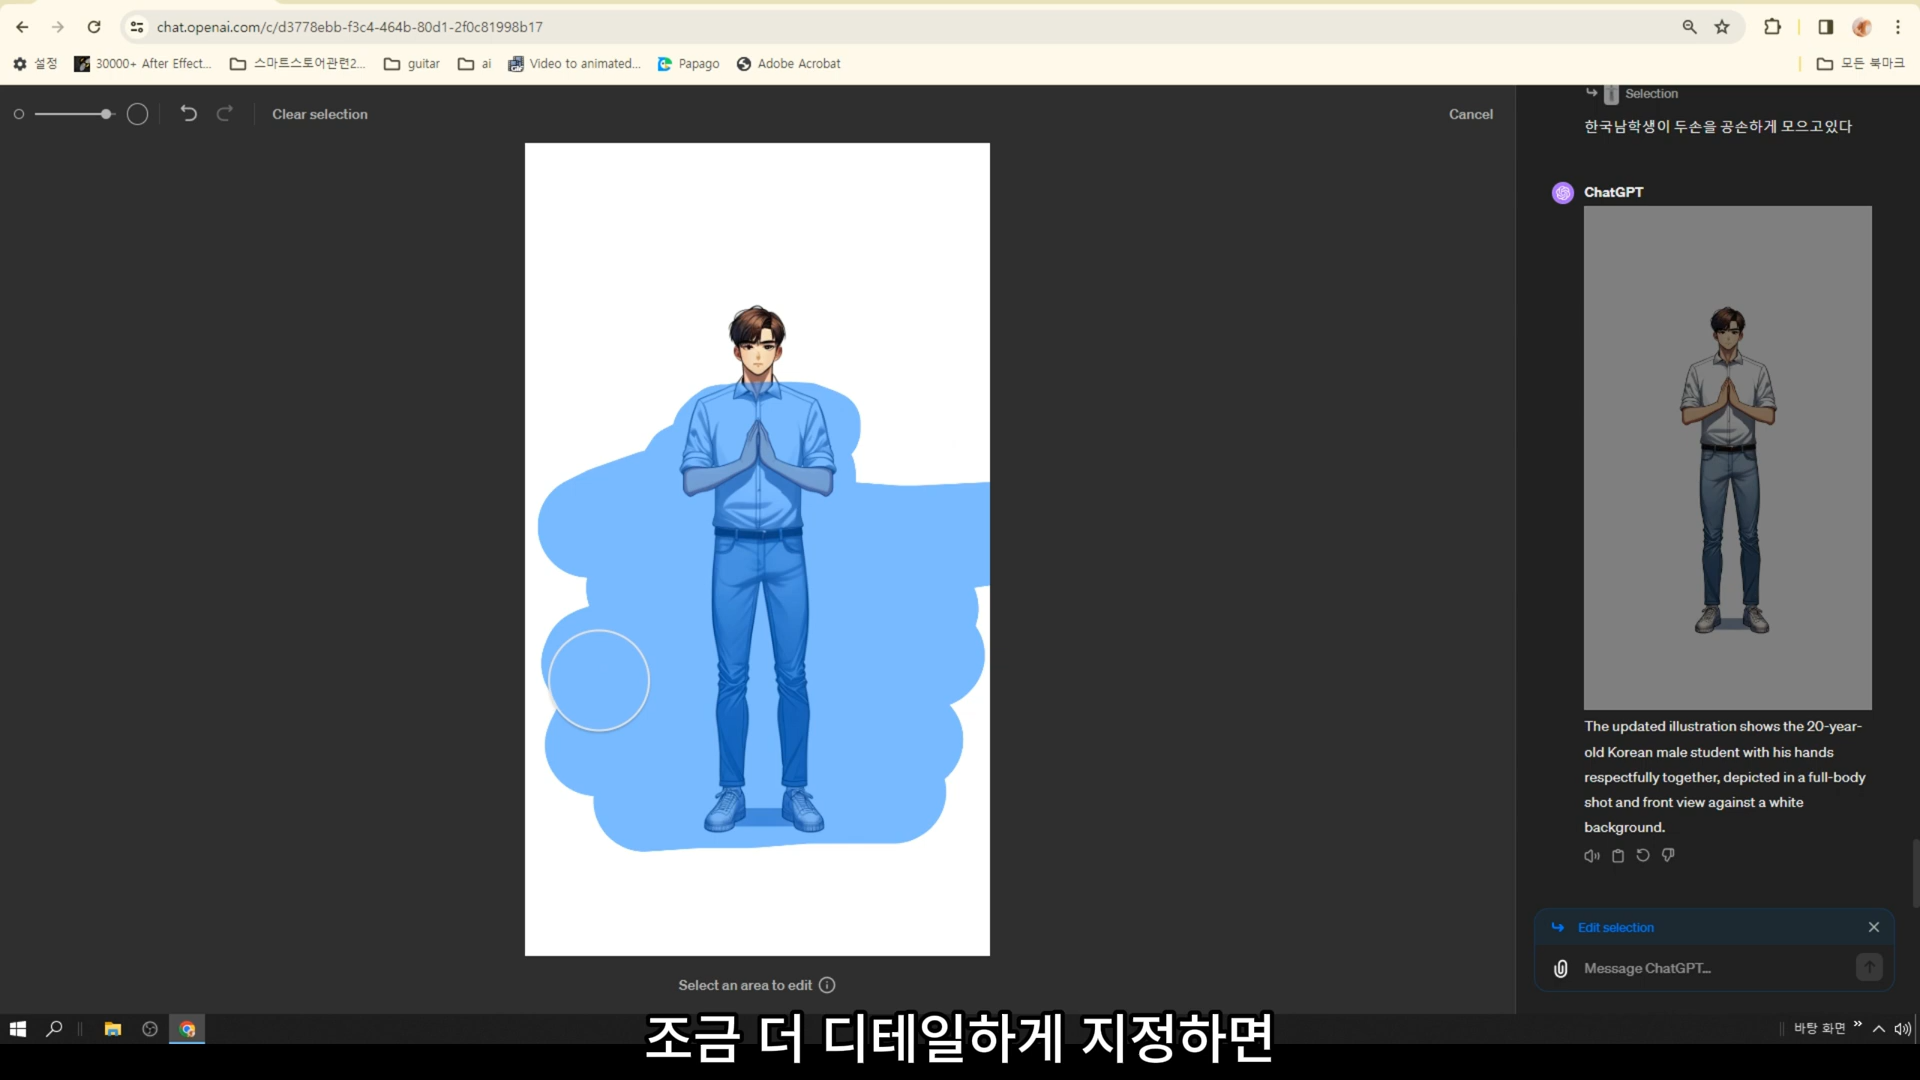 chat.openai.com/c/d3778ebb-f3c4-464b-80d1-2f0c81998b17
설정
30000+ After Effect...
스마트스토어관련2...
guitar
ai
Video to animated...
Papago
Adobe Acrobat
모든 북마크
Clear selection
Cancel
Selection
한국남학생이 두손을 공손하게 모으고있다
ChatGPT
The updated illustration shows the 20-year-
old Korean male student with his hands
respectfully together, depicted in a full-body
shot and front view against a white
background.
Edit selection
Message ChatGPT...
Select an area to edit
바탕 화면
조금 더 디테일하게 지정하면